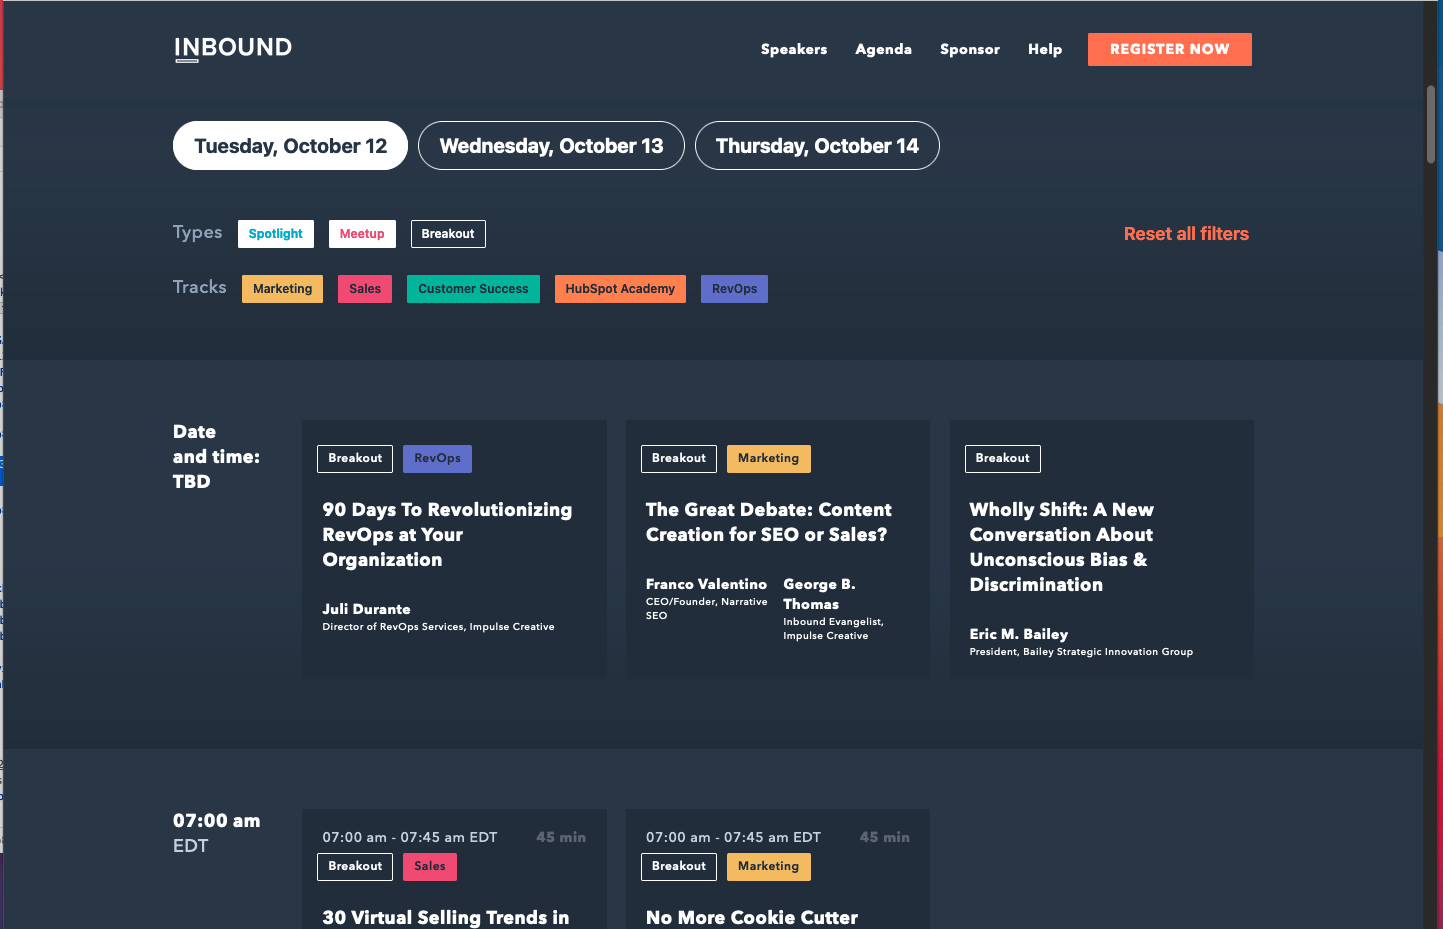 INBOUND
Speakers Agenda Sponsor Help REGISTER NOW
Tuesday, October 12 Wednesday, October 13 Thursday, October 14
Types Spotlight Meetup Breakout Reset all filters
Tracks Marketing Sales Customer Success HubSpot Academy RevOps
Date
and time:
TBD
Breakout RevOps
90 Days To Revolutionizing
RevOps at Your
Organization
Juli Durante
Director of RevOps Services, Impulse Creative
Breakout Marketing
The Great Debate: Content
Creation for SEO or Sales?
Franco Valentino
CEO/Founder, Narrative
SEO
George B.
Thomas
Inbound Evangelist,
Impulse Creative
Breakout
Wholly Shift: A New
Conversation About
Unconscious Bias &
Discrimination
Eric M. Bailey
President, Bailey Strategic Innovation Group
07:00 am
EDT
07:00 am - 07:45 am EDT 45 min
Breakout Sales
30 Virtual Selling Trends in
07:00 am - 07:45 am EDT 45 min
Breakout Marketing
No More Cookie Cutter